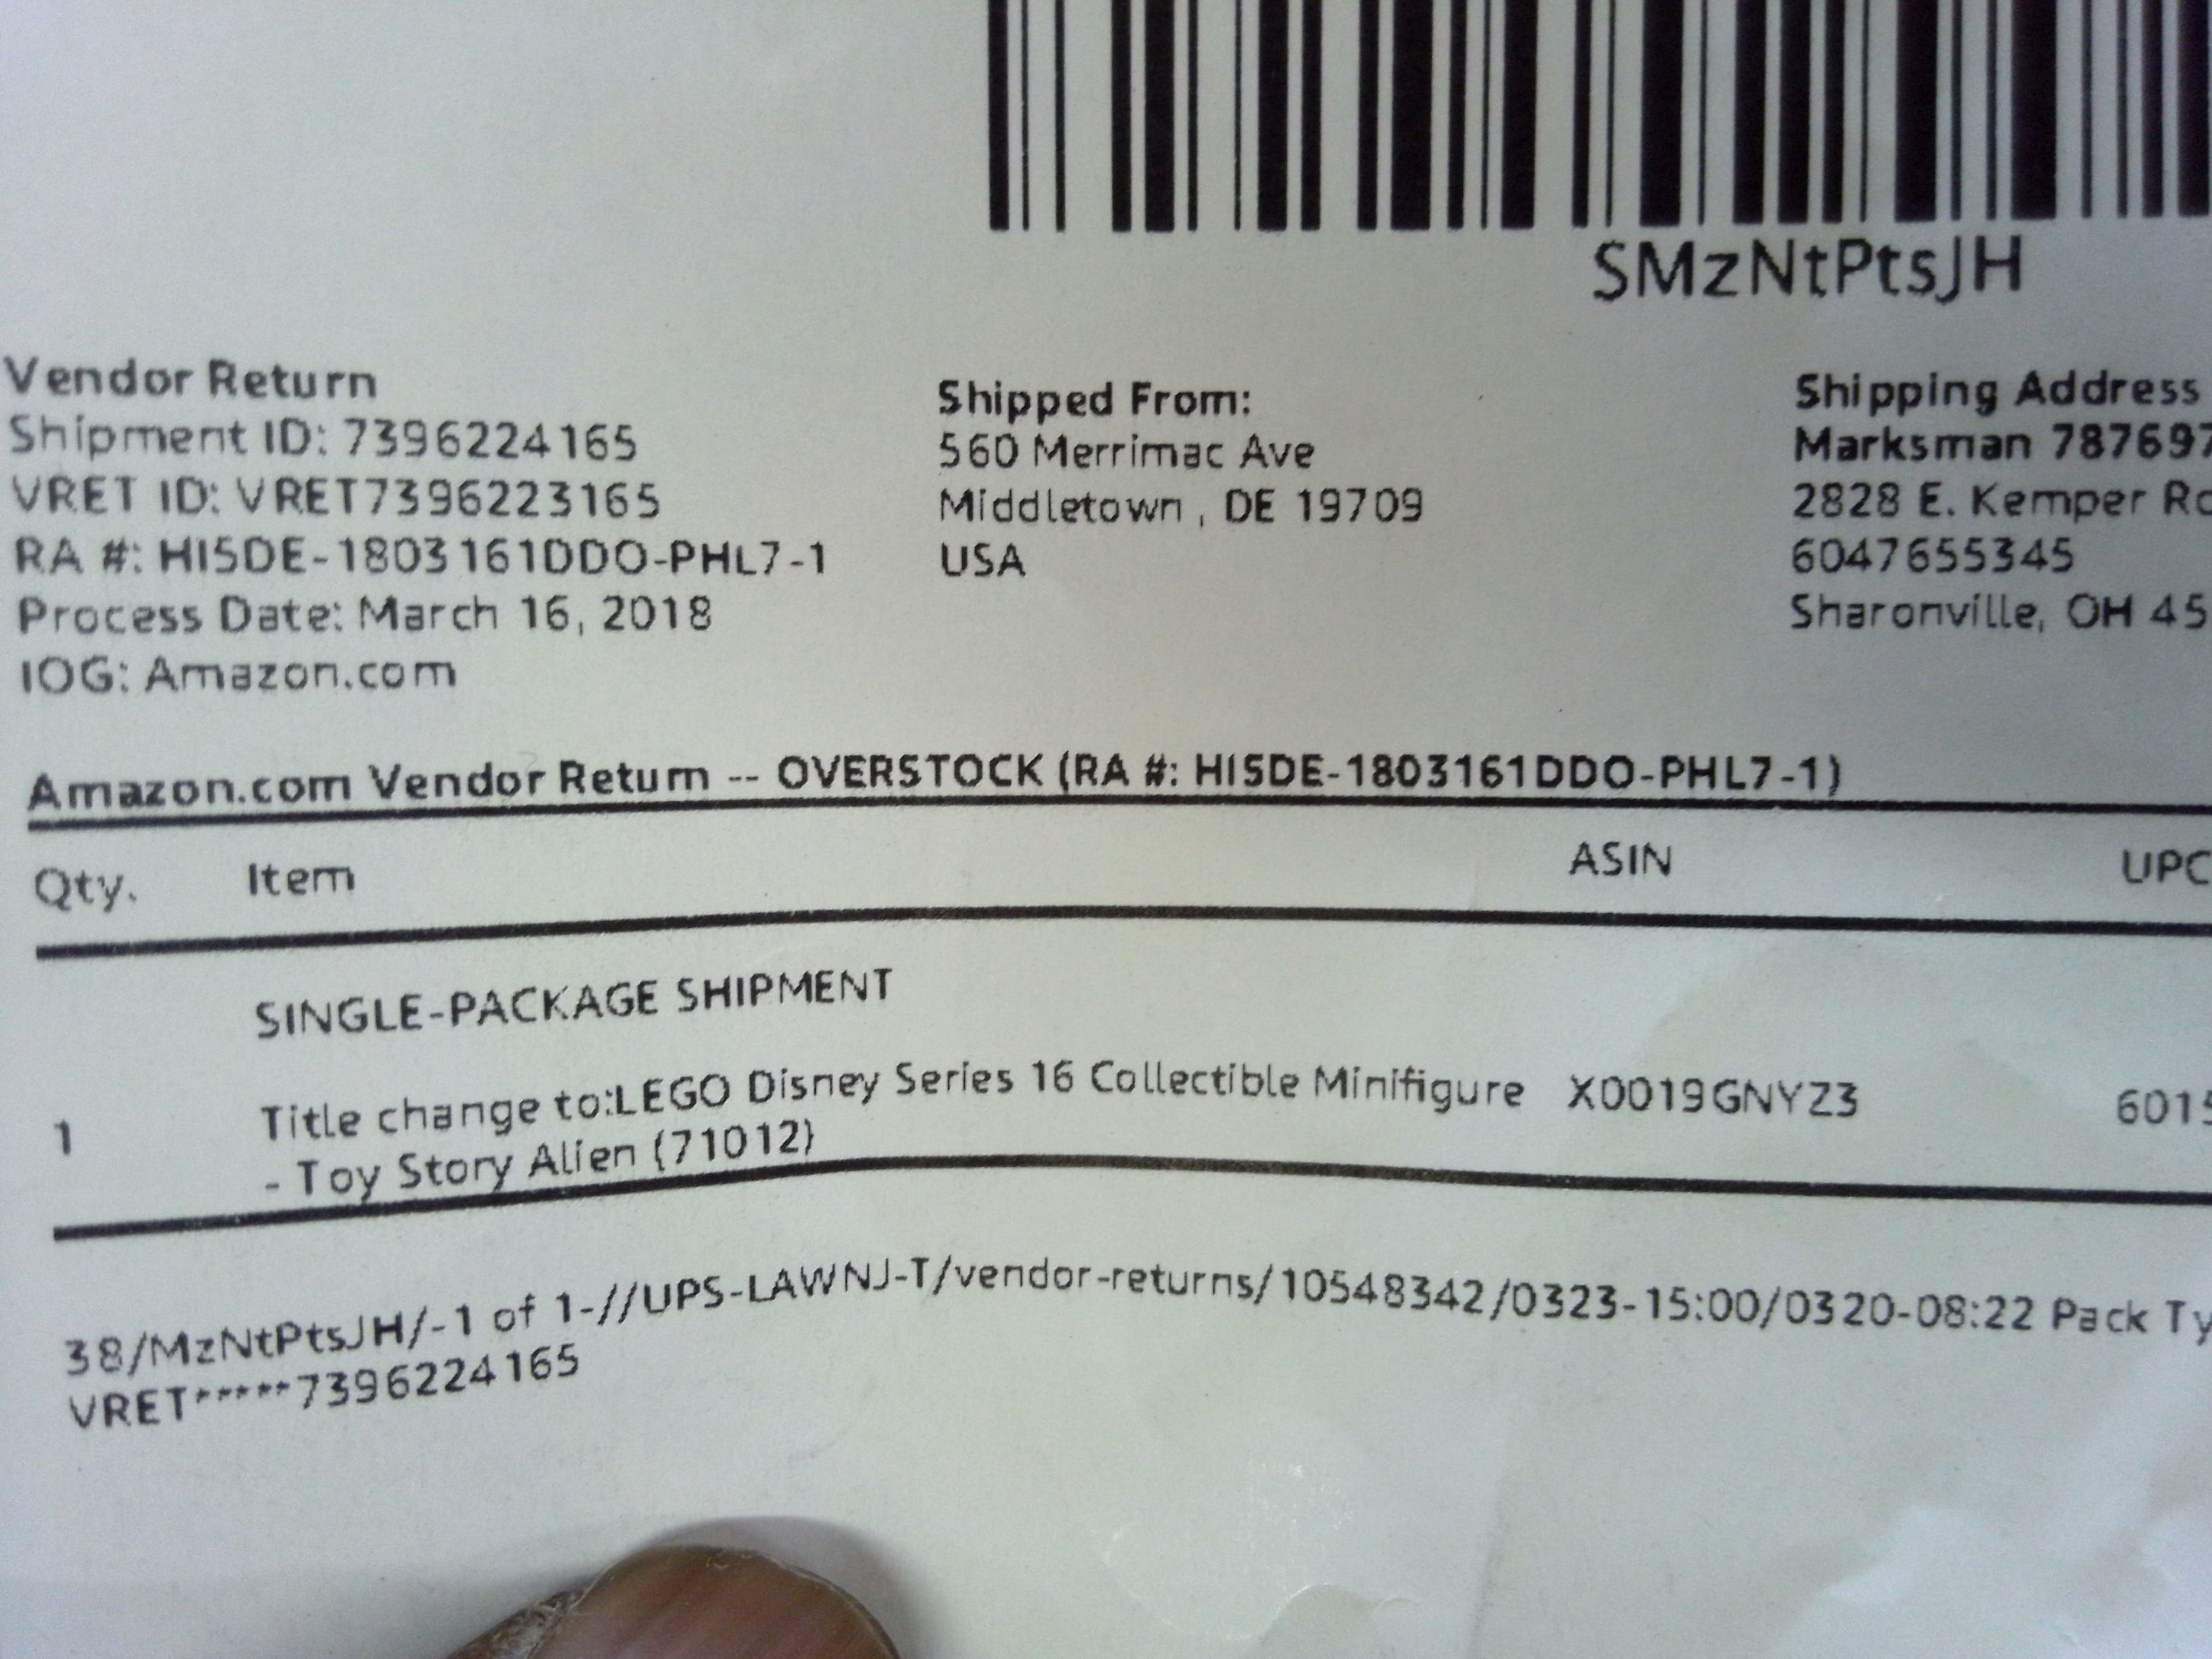 SMzNtPtsJH
Vendor Return
Shipment ID: 7396224165
VRET ID: VRET7396223165
RA #: HI5DE-1803161DDO-PHL7-1
Process Date: March 16, 2018
IOG: Amazon.com
Shipped From:
560 Merrimac Ave
Middletown , DE 19709
USA
Shipping Address
Marksman 787697
2828 E. Kemper
6047655345
Sharonville, OH 45
Amazon.com Vendor Return -- OVERSTOCK (RA #: HI5DE-1803161DDO-PHL7-1)
Qty. Item ASIN UPC
SINGLE-PACKAGE SHIPMENT
1 Title change to:LEGO Disney Series 16 Collectible Minifigure X0019GNYZ3 6015
- Toy Story Alien (71012)
38/MzNtPtsJH/-1 of 1-//UPS-LAWNJ-T/vendor-returns/10548342/0323-15:00/0320-08:22 Pack Ty
VRET*****7396224165